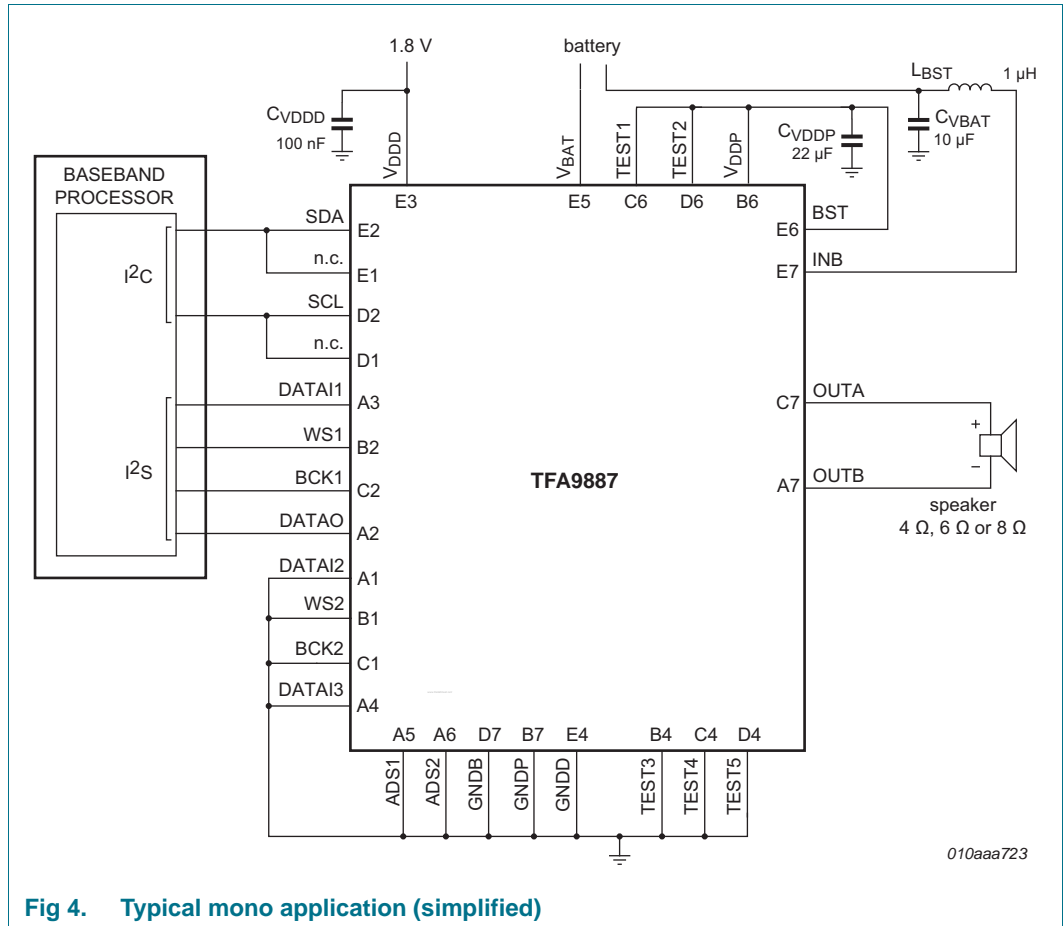 1.8 V
battery
LBST
1 µH
CVDDD
100 nF
CVDDP
22 µF
CVBAT
10 µF
VDDD
VBAT
TEST1
TEST2
VDDP
BASEBAND
PROCESSOR
E3
E5
C6
D6
B6
BST
E6
INB
E7
I2C
SDA
E2
n.c.
E1
SCL
D2
n.c.
D1
I2S
DATAI1
A3
WS1
B2
BCK1
C2
DATAO
A2
DATAI2
A1
WS2
B1
BCK2
C1
DATAI3
A4
TFA9887
C7
OUTA
+
−
A7
OUTB
speaker
4 Ω, 6 Ω or 8 Ω
A5
A6
D7
B7
E4
B4
C4
D4
ADS1
ADS2
GNDB
GNDP
GNDD
TEST3
TEST4
TEST5
010aaa723
Fig 4. Typical mono application (simplified)